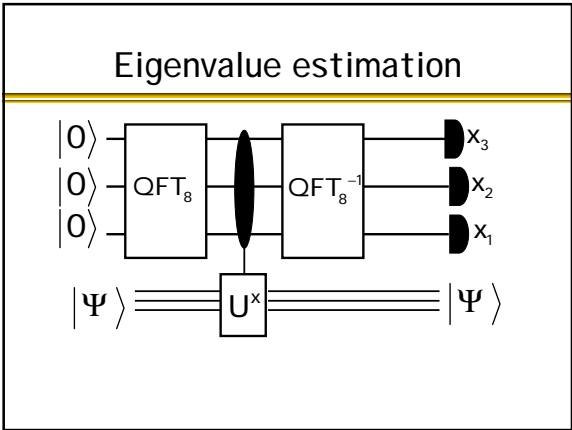 Eigenvalue estimation
|0⟩ x₃
|0⟩ QFT₈ QFT₈⁻¹ x₂
|0⟩ x₁
|Ψ⟩ Uˣ |Ψ⟩